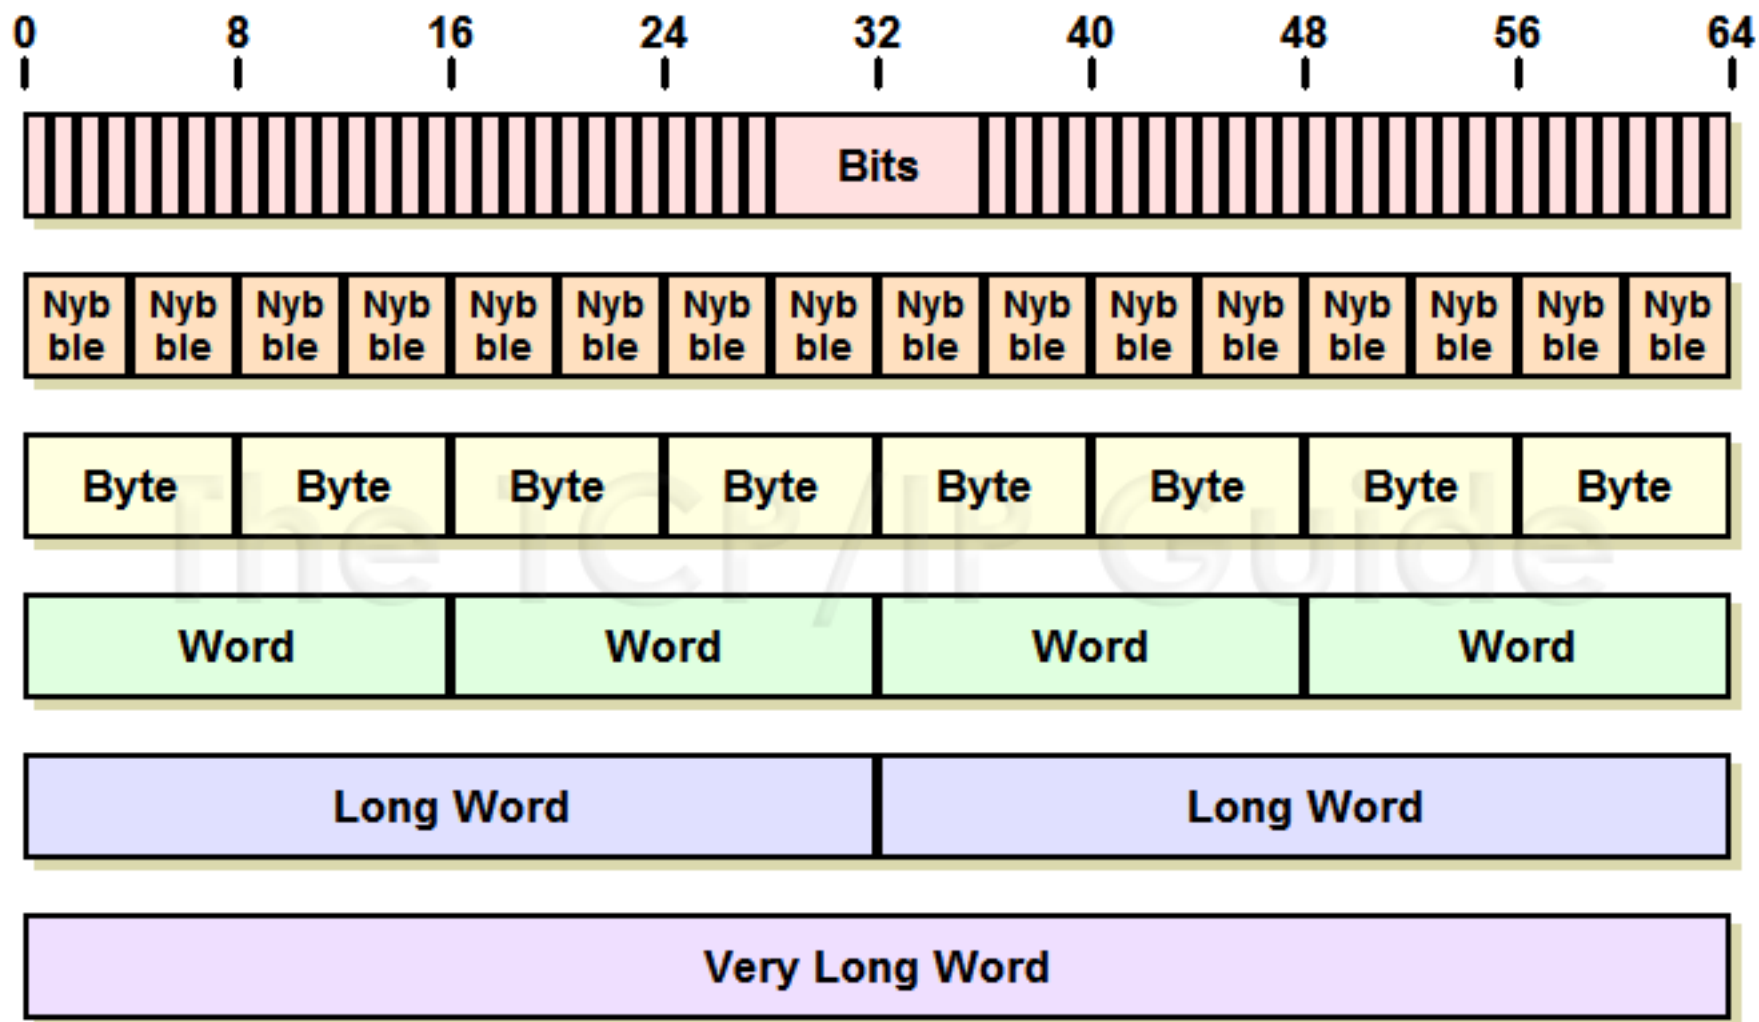 0 8 16 24 32 40 48 56 64
Bits
Nyb Nyb Nyb Nyb Nyb Nyb Nyb Nyb Nyb Nyb Nyb Nyb Nyb Nyb Nyb Nyb
ble ble ble ble ble ble ble ble ble ble ble ble ble ble ble ble
Byte Byte Byte Byte Byte Byte Byte Byte
The TCP/IP Guide
Word Word Word Word
Long Word Long Word
Very Long Word